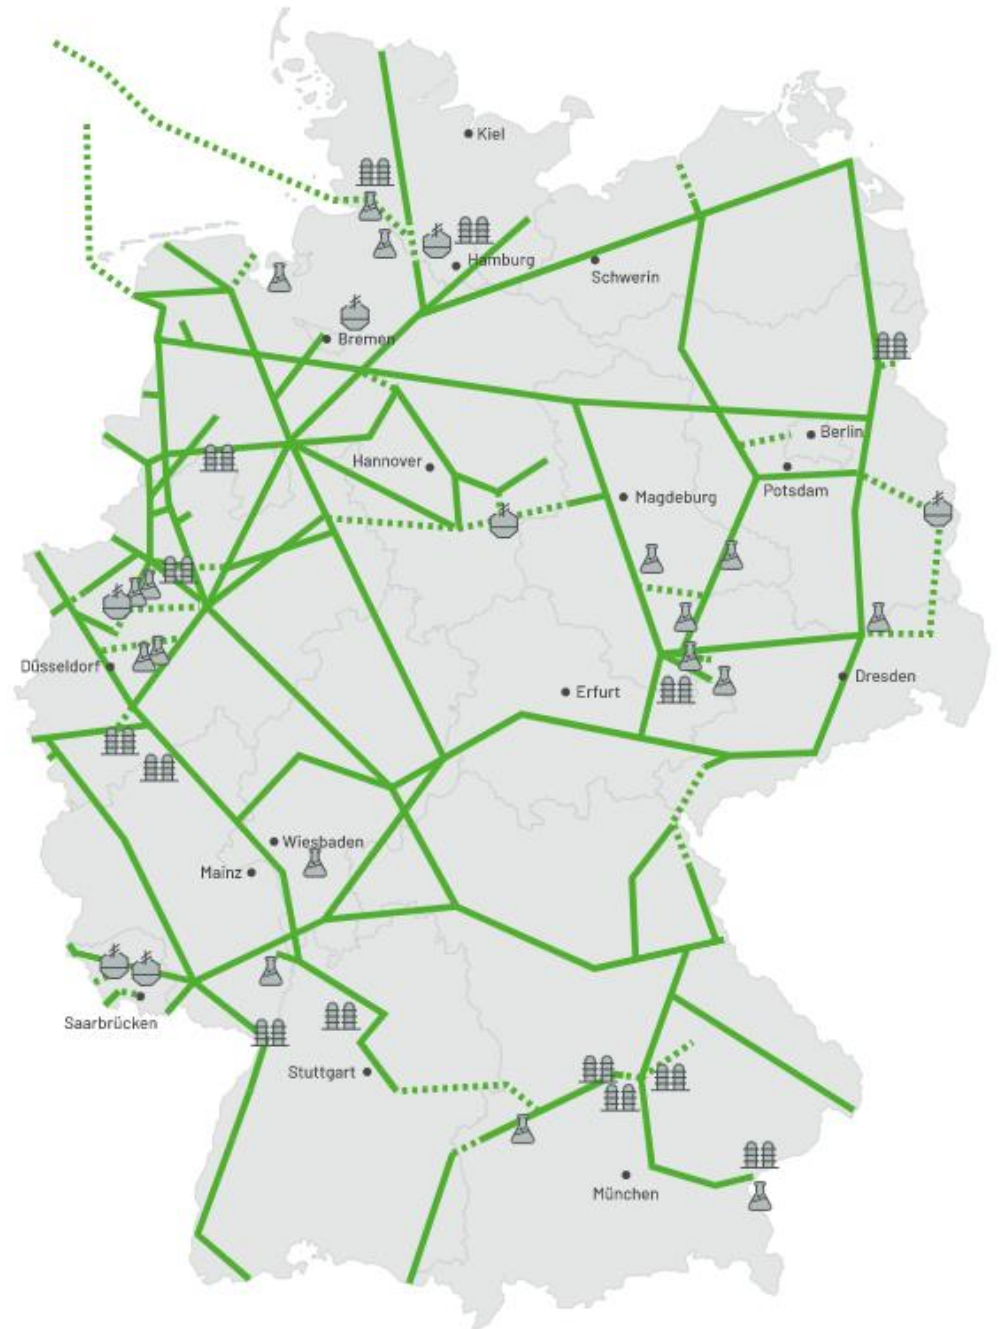 Kiel
Hamburg
Schwerin
Bremen
Berlin
Hannover
Potsdam
Magdeburg
Düsseldorf
Dresden
Erfurt
Wiesbaden
Mainz
Saarbrücken
Stuttgart
München